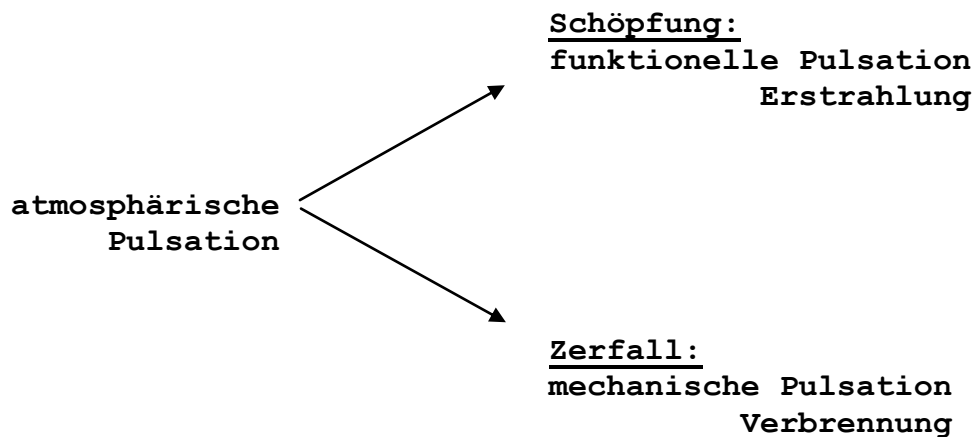 Schöpfung:
funktionelle Pulsation
Erstrahlung
atmosphärische
Pulsation
Zerfall:
mechanische Pulsation
Verbrennung